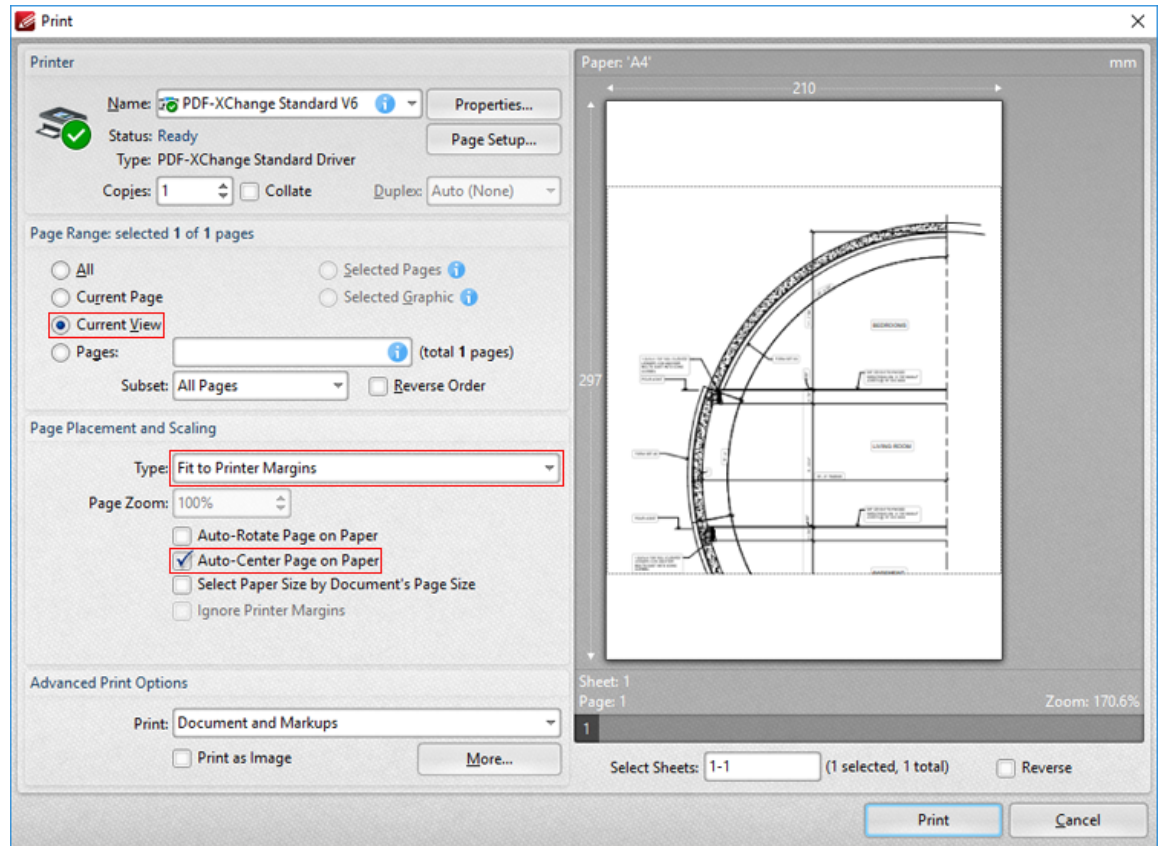 Print
Printer
Name: PDF-XChange Standard V6
Properties...
Status: Ready
Page Setup...
Type: PDF-XChange Standard Driver
Copies: 1
Collate
Duplex: Auto (None)
Page Range: selected 1 of 1 pages
All
Selected Pages
Current Page
Selected Graphic
Current View
Pages:
(total 1 pages)
Subset: All Pages
Reverse Order
Page Placement and Scaling
Type: Fit to Printer Margins
Page Zoom: 100%
Auto-Rotate Page on Paper
Auto-Center Page on Paper
Select Paper Size by Document's Page Size
Ignore Printer Margins
Advanced Print Options
Print: Document and Markups
Print as Image
More...
Paper: 'A4'
mm
210
297
BEDROOMS
LIVING ROOM
Sheet: 1
Page: 1
Zoom: 170.6%
1
Select Sheets: 1-1
(1 selected, 1 total)
Reverse
Print
Cancel